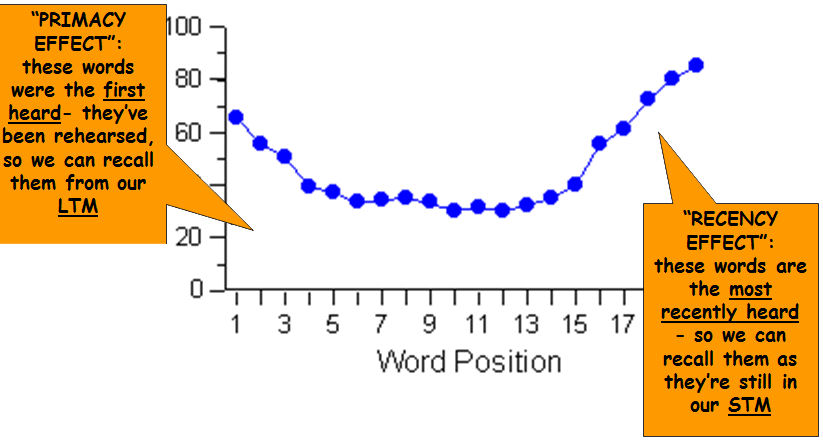 “PRIMACY
EFFECT”:
these words
were the first
heard- they’ve
been rehearsed,
so we can recall
them from our
LTM
100
80
60
20
0
1 3 5 7 9 11 13 15 17
Word Position
“RECENCY
EFFECT”:
these words are
the most
recently heard
- so we can
recall them as
they’re still in
our STM